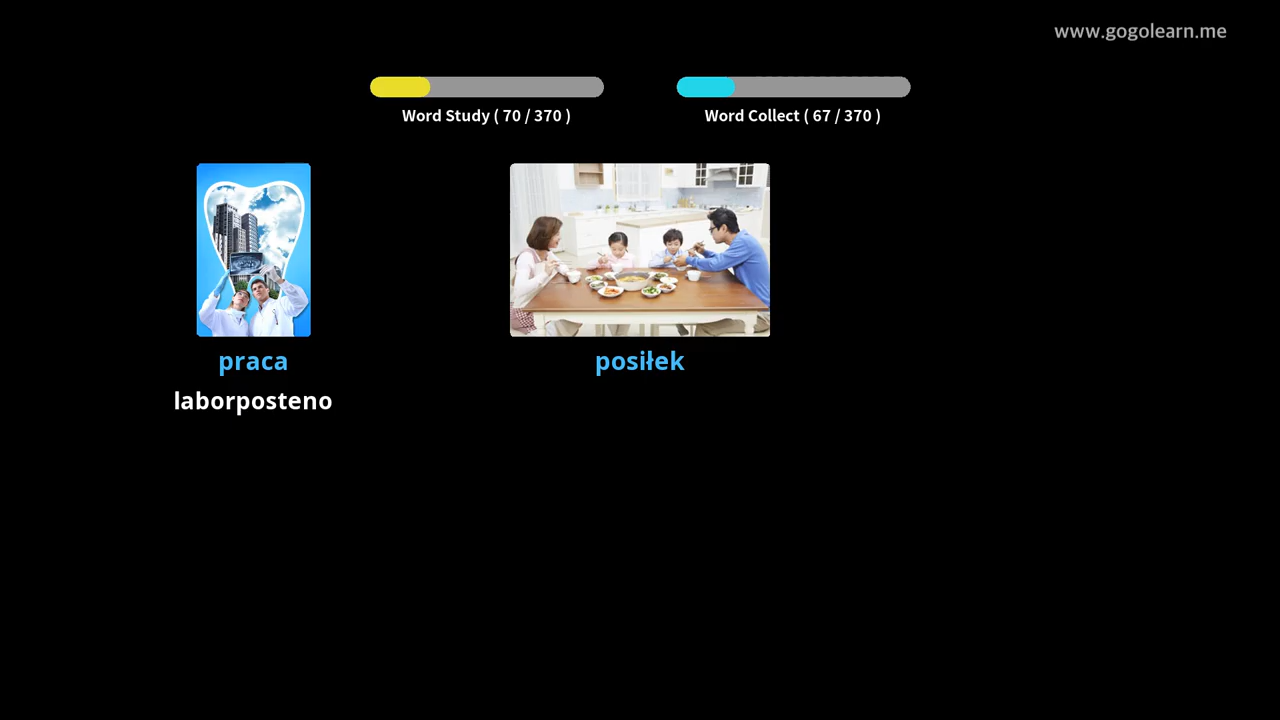 www.gogolearn.me
Word Study ( 70 / 370 )
Word Collect ( 67 / 370 )
praca
posiłek
laborposteno